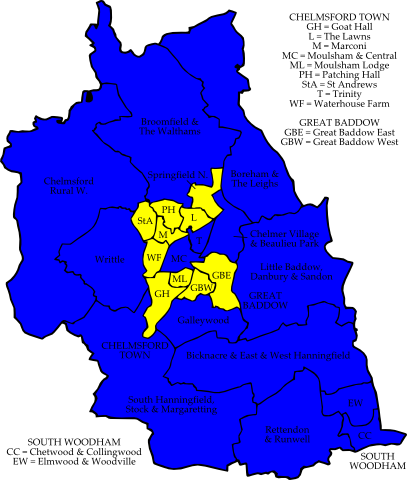 CHELMSFORD TOWN
GH = Goat Hall
L = The Lawns
M = Marconi
MC = Moulsham & Central
ML = Moulsham Lodge
PH = Patching Hall
StA = St Andrews
T = Trinity
WF = Waterhouse Farm
GREAT BADDOW
GBE = Great Baddow East
GBW = Great Baddow West
Broomfield &
The Walthams
Springfield N.
Boreham &
The Leighs
Chelmsford
Rural W.
PH
StA
L
M
Chelmer Village
& Beaulieu Park
Writtle
WF
MC
Little Baddow,
Danbury & Sandon
GBE
ML
GBW
GH
GREAT
BADDOW
Galleywood
CHELMSFORD
TOWN
Bicknacre & East & West Hanningfield
South Hanningfield,
Stock & Margaretting
EW
Rettendon
& Runwell
CC
SOUTH
WOODHAM
SOUTH WOODHAM
CC = Chetwood & Collingwood
EW = Elmwood & Woodville